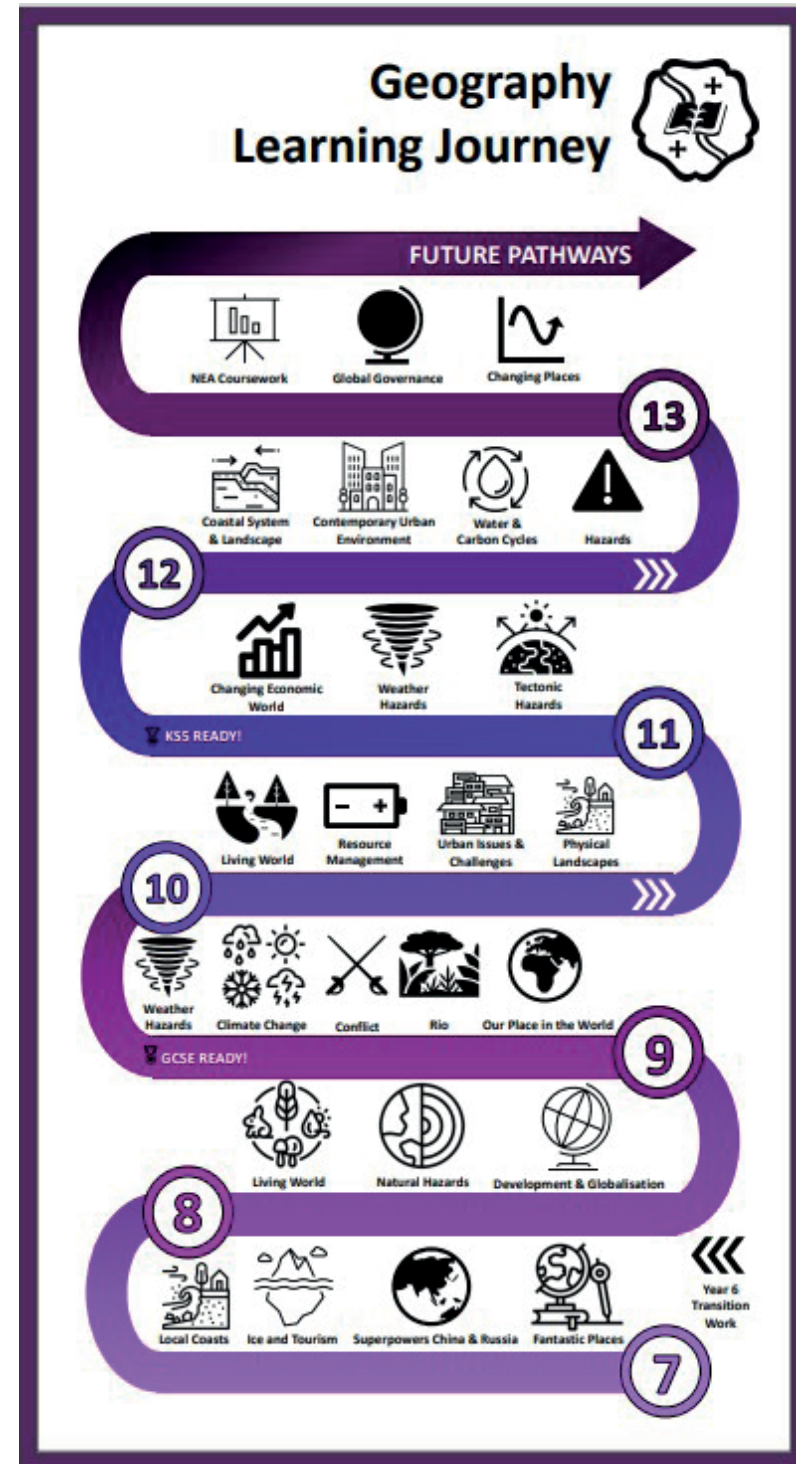 Geography
Learning Journey
FUTURE PATHWAYS
NEA Coursework
Global Governance
Changing Places
13
Coastal System
& Landscape
Contemporary Urban
Environment
Water &
Carbon Cycles
Hazards
12
Changing Economic
World
Weather
Hazards
Tectonic
Hazards
KS5 READY!
11
Living World
Resource
Management
Urban Issues &
Challenges
Physical
Landscapes
10
Weather
Hazards
Climate Change
Conflict
Rio
Our Place in the World
GCSE READY!
9
Living World
Natural Hazards
Development & Globalisation
8
Year 6
Transition
Work
Local Coasts
Ice and Tourism
Superpowers China & Russia
Fantastic Places
7